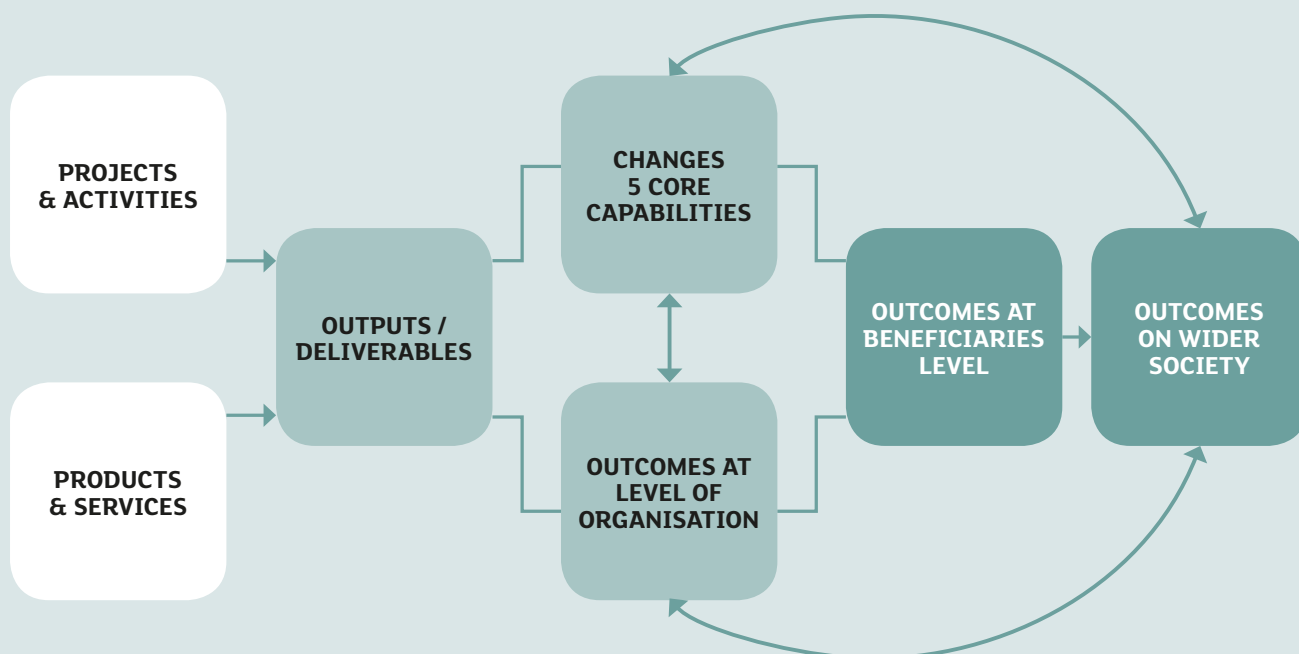 PROJECTS
& ACTIVITIES
PRODUCTS
& SERVICES
OUTPUTS /
DELIVERABLES
CHANGES
5 CORE
CAPABILITIES
OUTCOMES AT
LEVEL OF
ORGANISATION
OUTCOMES AT
BENEFICIARIES
LEVEL
OUTCOMES
ON WIDER
SOCIETY